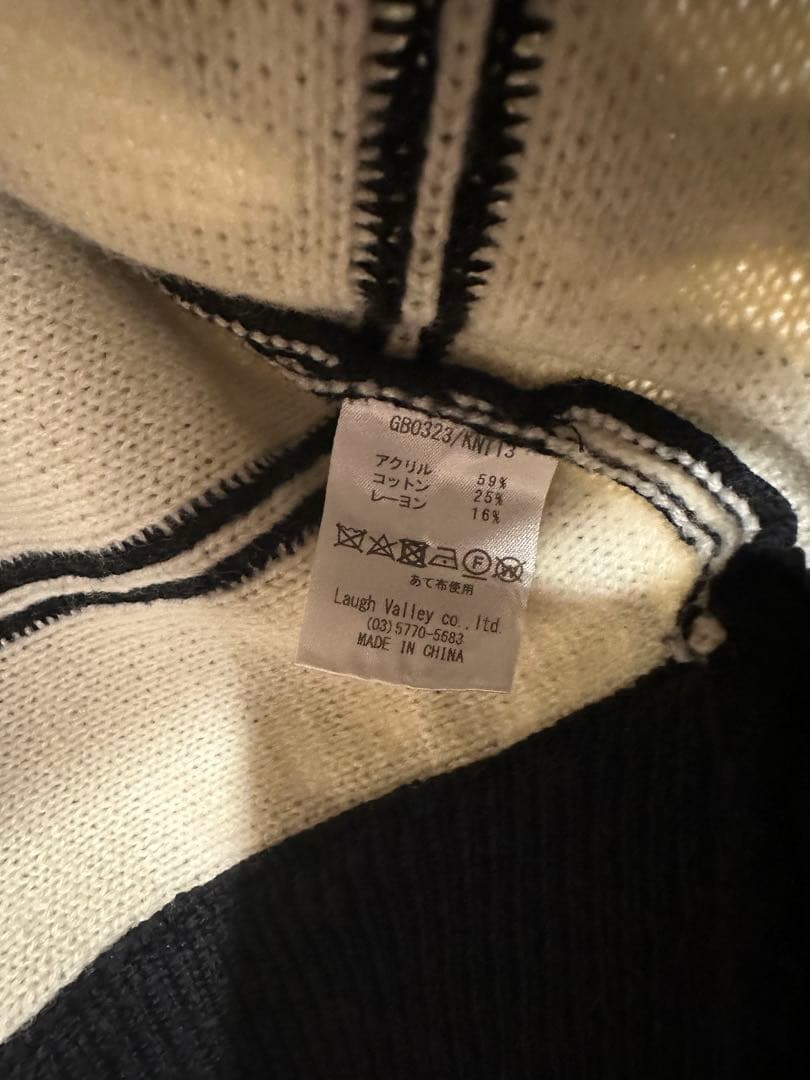 GB0323/KNIT3
アクリル 59%
コットン 25%
レーヨン 16%
F W
あて布使用
Laugh Valley co.,ltd.
(03)5770-5683
MADE IN CHINA